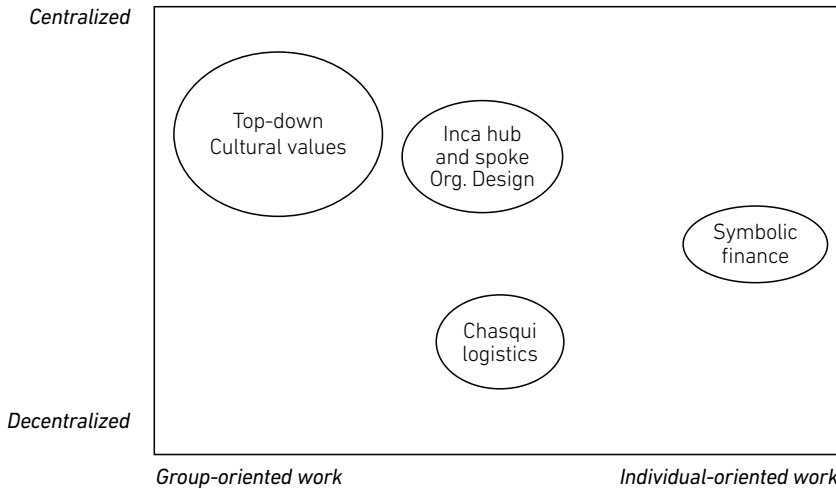 Centralized
Top-down
Cultural values
Inca hub
and spoke
Org. Design
Symbolic
finance
Chasqui
logistics
Decentralized
Group-oriented work
Individual-oriented work